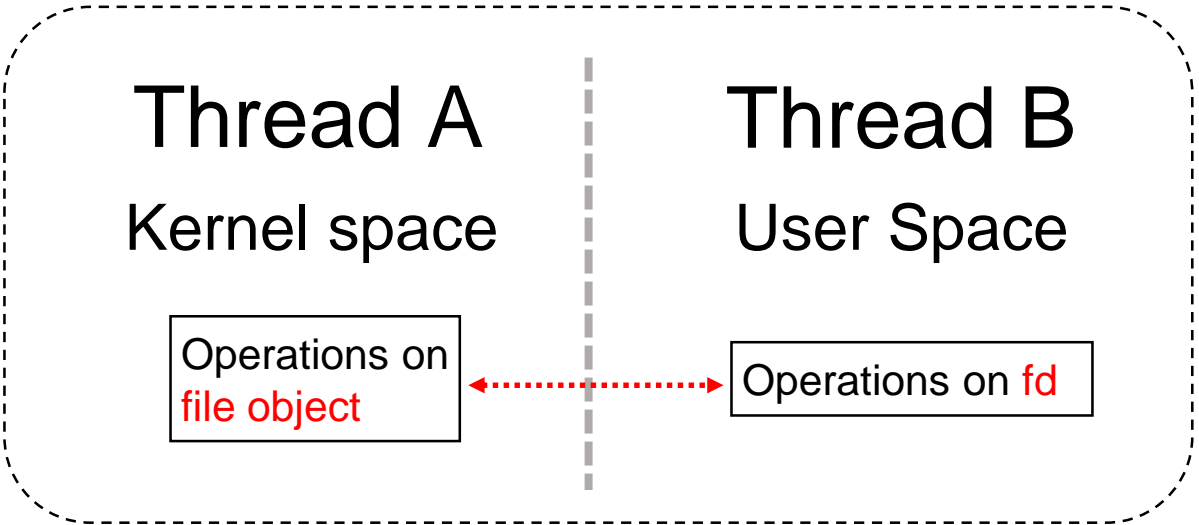 Thread A
Kernel space
Operations on
file object
Thread B
User Space
Operations on fd